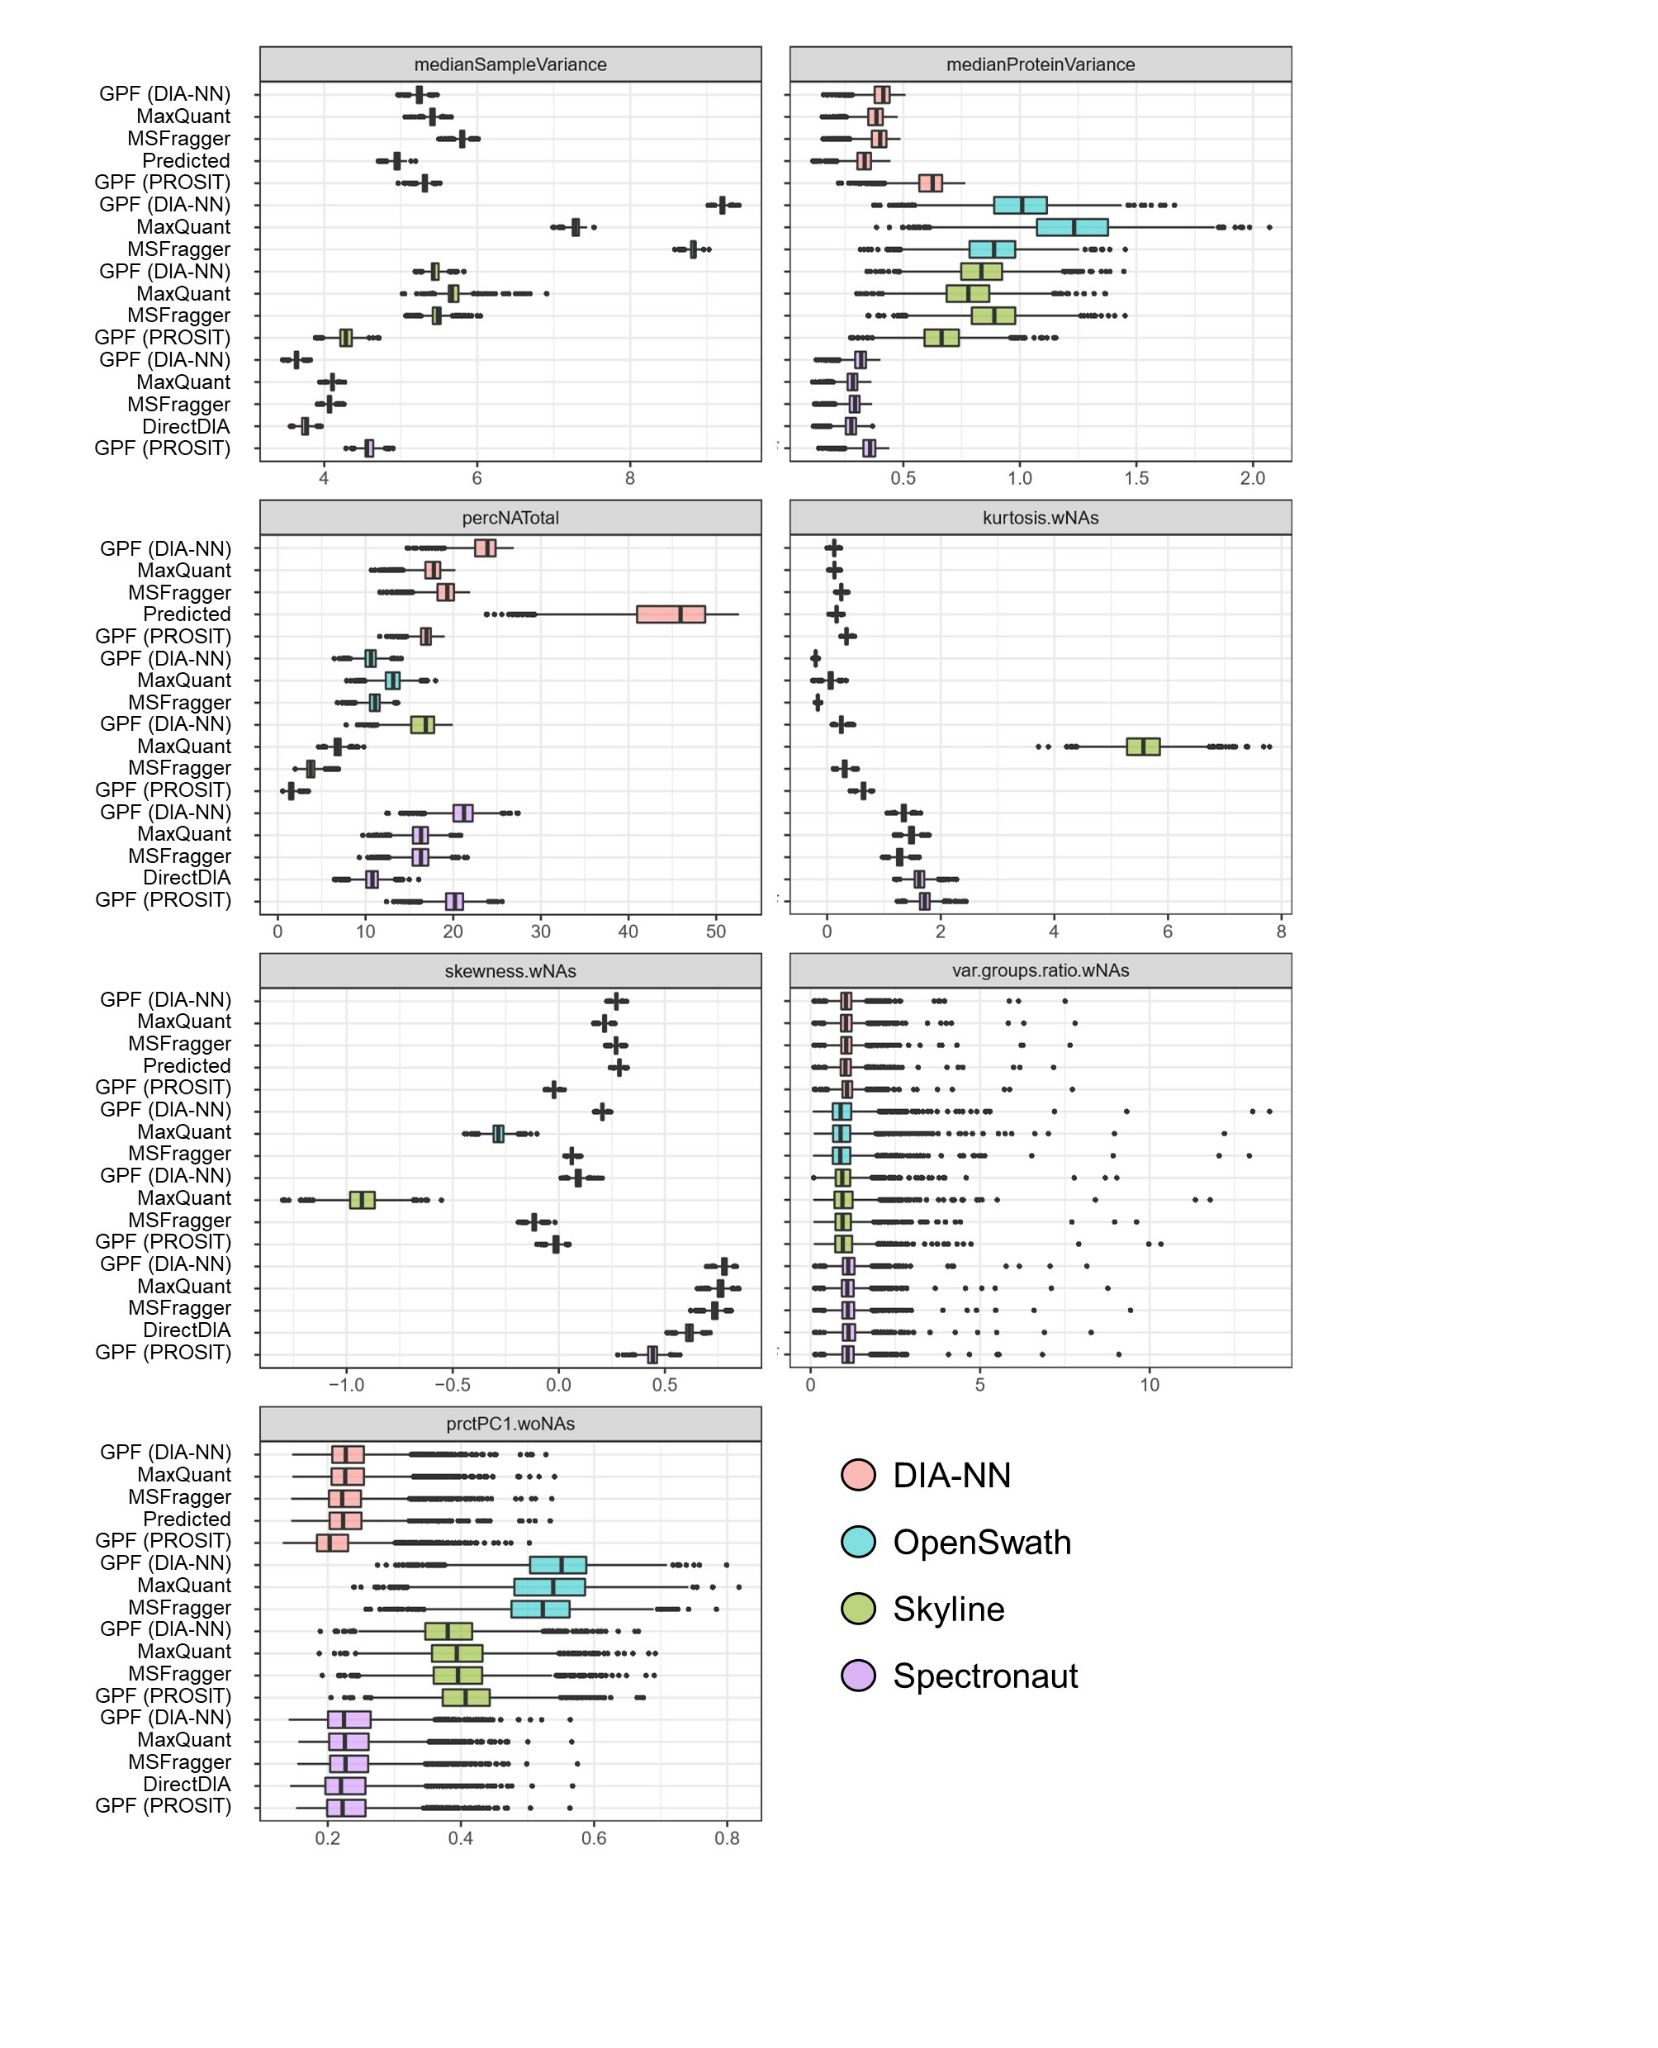 medianSampleVariance
medianProteinVariance
GPF (DIA-NN)
MaxQuant
MSFragger
Predicted
GPF (PROSIT)
GPF (DIA-NN)
MaxQuant
MSFragger
GPF (DIA-NN)
MaxQuant
MSFragger
GPF (PROSIT)
GPF (DIA-NN)
MaxQuant
MSFragger
DirectDIA
GPF (PROSIT)
4 6 8
0.5 1.0 1.5 2.0
percNATotal
kurtosis.wNAs
GPF (DIA-NN)
MaxQuant
MSFragger
Predicted
GPF (PROSIT)
GPF (DIA-NN)
MaxQuant
MSFragger
GPF (DIA-NN)
MaxQuant
MSFragger
GPF (PROSIT)
GPF (DIA-NN)
MaxQuant
MSFragger
DirectDIA
GPF (PROSIT)
0 10 20 30 40 50
0 2 4 6 8
skewness.wNAs
var.groups.ratio.wNAs
GPF (DIA-NN)
MaxQuant
MSFragger
Predicted
GPF (PROSIT)
GPF (DIA-NN)
MaxQuant
MSFragger
GPF (DIA-NN)
MaxQuant
MSFragger
GPF (PROSIT)
GPF (DIA-NN)
MaxQuant
MSFragger
DirectDIA
GPF (PROSIT)
−1.0 −0.5 0.0 0.5
0 5 10
prctPC1.woNAs
GPF (DIA-NN)
MaxQuant
MSFragger
Predicted
GPF (PROSIT)
GPF (DIA-NN)
MaxQuant
MSFragger
GPF (DIA-NN)
MaxQuant
MSFragger
GPF (PROSIT)
GPF (DIA-NN)
MaxQuant
MSFragger
DirectDIA
GPF (PROSIT)
0.2 0.4 0.6 0.8
DIA-NN
OpenSwath
Skyline
Spectronaut